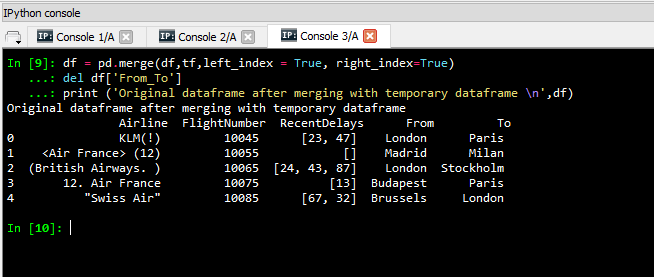 IPython console
IP: Console 1/A IP: Console 2/A IP: Console 3/A
In [9]: df = pd.merge(df,tf,left_index = True, right_index=True)
   ...: del df['From_To']
   ...: print ('Original dataframe after merging with temporary dataframe \n',df)
Original dataframe after merging with temporary dataframe
                Airline  FlightNumber  RecentDelays      From         To
0                KLM(!)         10045      [23, 47]    London      Paris
1     <Air France> (12)         10055            []    Madrid      Milan
2  (British Airways. )         10065  [24, 43, 87]    London  Stockholm
3        12. Air France         10075          [13]  Budapest      Paris
4           "Swiss Air"         10085      [67, 32]  Brussels     London
In [10]: